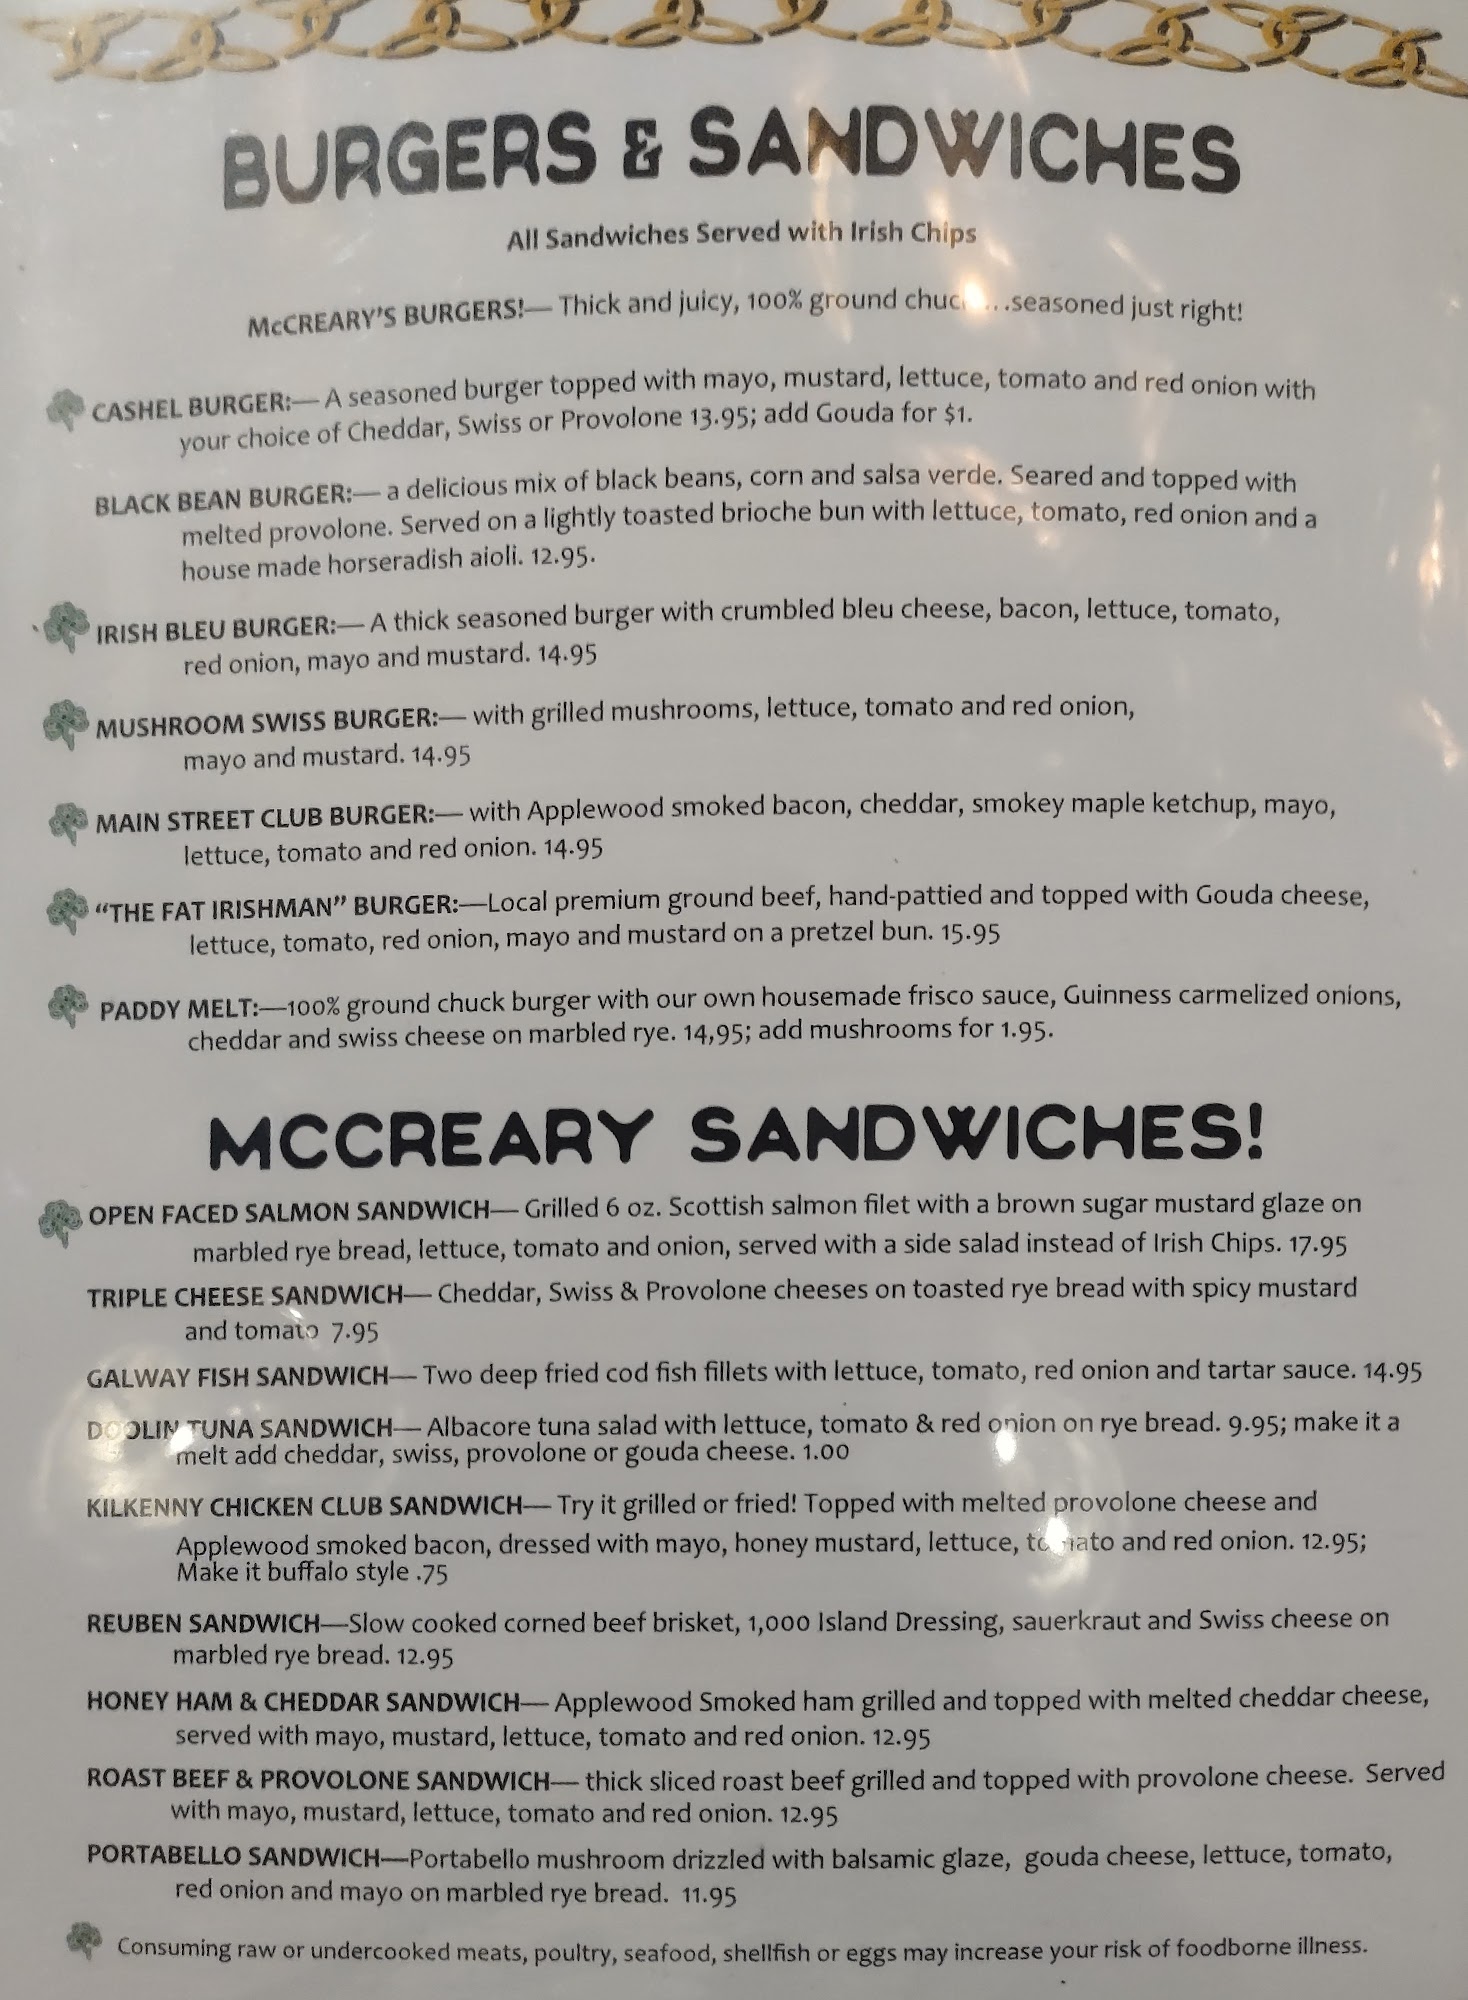 BURGERS & SANDWICHES
All Sandwiches Served with Irish Chips
McCREARY'S BURGERS!— Thick and juicy, 100% ground ...seasoned just right!
CASHEL BURGER:— A seasoned burger topped with mayo, mustard, lettuce, tomato and red onion with
your choice of Cheddar, Swiss or Provolone 13.95; add Gouda for $1.
BLACK BEAN BURGER:— a delicious mix of black beans, corn and salsa verde. Seared and topped with
melted provolone. Served on a lightly toasted brioche bun with lettuce, tomato, red onion and a
house made horseradish aioli. 12.95.
IRISH BLEU BURGER:— A thick seasoned burger with crumbled bleu cheese, bacon, lettuce, tomato,
red onion, mayo and mustard. 14.95
MUSHROOM SWISS BURGER:— with grilled mushrooms, lettuce, tomato and red onion,
mayo and mustard. 14.95
MAIN STREET CLUB BURGER:— with Applewood smoked bacon, cheddar, smokey maple ketchup, mayo,
lettuce, tomato and red onion. 14.95
“THE FAT IRISHMAN” BURGER:—Local premium ground beef, hand-pattied and topped with Gouda cheese,
lettuce, tomato, red onion, mayo and mustard on a pretzel bun. 15.95
PADDY MELT:—100% ground chuck burger with our own housemade frisco sauce, Guinness carmelized onions,
cheddar and swiss cheese on marbled rye. 14,95; add mushrooms for 1.95.
MCCREARY SANDWICHES!
OPEN FACED SALMON SANDWICH— Grilled 6 oz. Scottish salmon filet with a brown sugar mustard glaze on
marbled rye bread, lettuce, tomato and onion, served with a side salad instead of Irish Chips. 17.95
TRIPLE CHEESE SANDWICH— Cheddar, Swiss & Provolone cheeses on toasted rye bread with spicy mustard
and tomato 7.95
GALWAY FISH SANDWICH— Two deep fried cod fish fillets with lettuce, tomato, red onion and tartar sauce. 14.95
DOOLIN TUNA SANDWICH— Albacore tuna salad with lettuce, tomato & red onion on rye bread. 9.95; make it a
melt add cheddar, swiss, provolone or gouda cheese. 1.00
KILKENNY CHICKEN CLUB SANDWICH— Try it grilled or fried! Topped with melted provolone cheese and
Applewood smoked bacon, dressed with mayo, honey mustard, lettuce, tomato and red onion. 12.95;
Make it buffalo style .75
REUBEN SANDWICH—Slow cooked corned beef brisket, 1,000 Island Dressing, sauerkraut and Swiss cheese on
marbled rye bread. 12.95
HONEY HAM & CHEDDAR SANDWICH— Applewood Smoked ham grilled and topped with melted cheddar cheese,
served with mayo, mustard, lettuce, tomato and red onion. 12.95
ROAST BEEF & PROVOLONE SANDWICH— thick sliced roast beef grilled and topped with provolone cheese. Served
with mayo, mustard, lettuce, tomato and red onion. 12.95
PORTABELLO SANDWICH—Portabello mushroom drizzled with balsamic glaze, gouda cheese, lettuce, tomato,
red onion and mayo on marbled rye bread. 11.95
Consuming raw or undercooked meats, poultry, seafood, shellfish or eggs may increase your risk of foodborne illness.